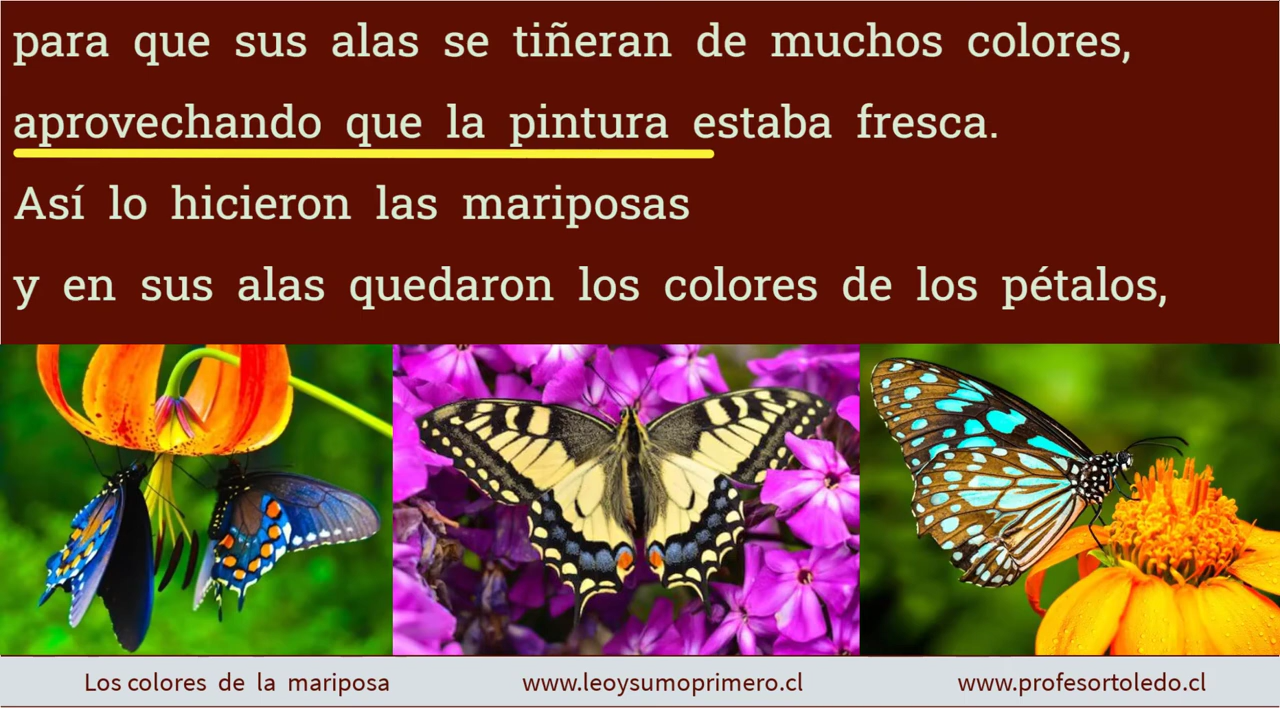 para que sus alas se tiñeran de muchos colores,
aprovechando que la pintura estaba fresca.
Así lo hicieron las mariposas
y en sus alas quedaron los colores de los pétalos,
Los colores de la mariposa
www.leoysumoprimero.cl
www.profesortoledo.cl